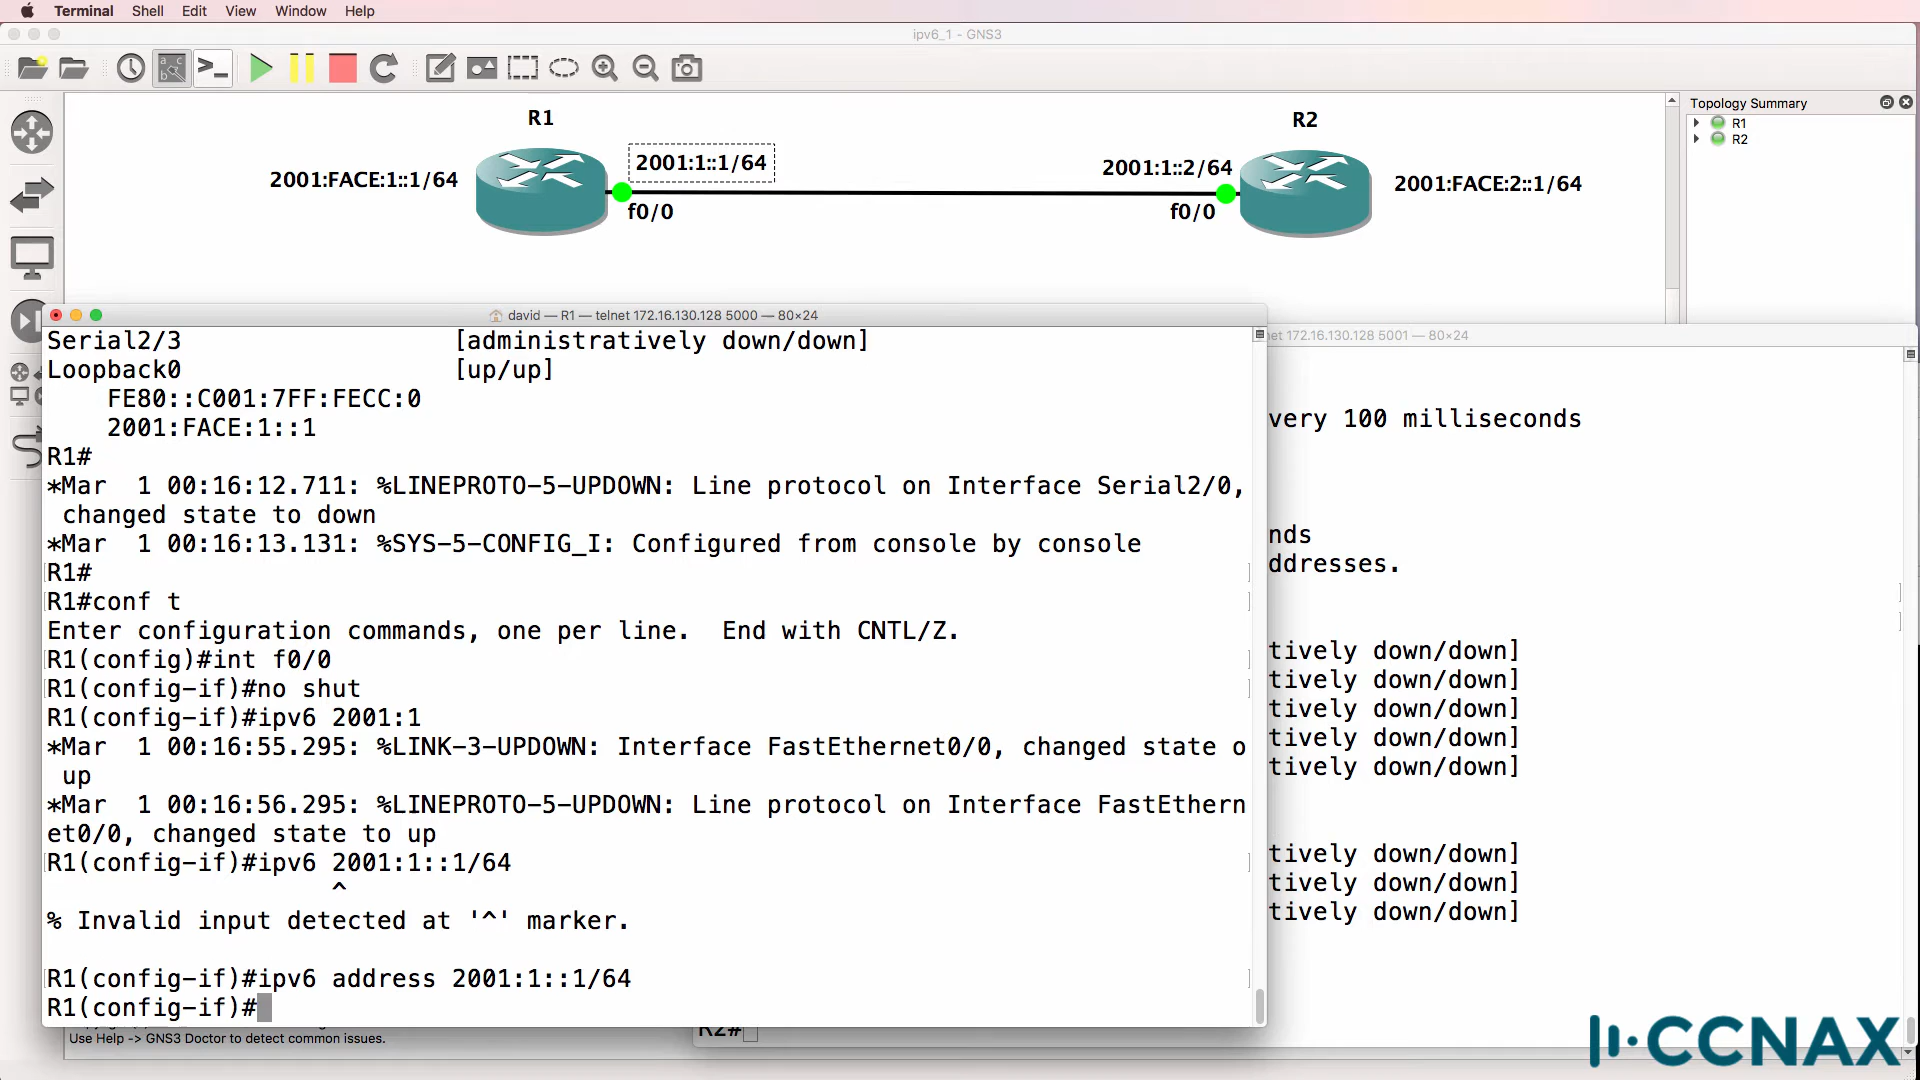 Terminal Shell Edit View Window Help
ipv6_1 - GNS3
R1
R2
2001:1::1/64
2001:1::2/64
2001:FACE:1::1/64
2001:FACE:2::1/64
f0/0
f0/0
Topology Summary
R1
R2
david — R1 — telnet 172.16.130.128 5000 — 80×24
Serial2/3                  [administratively down/down]
Loopback0                  [up/up]
    FE80::C001:7FF:FECC:0
    2001:FACE:1::1
R1#
*Mar  1 00:16:12.711: %LINEPROTO-5-UPDOWN: Line protocol on Interface Serial2/0,
 changed state to down
*Mar  1 00:16:13.131: %SYS-5-CONFIG_I: Configured from console by console
R1#
R1#conf t
Enter configuration commands, one per line.  End with CNTL/Z.
R1(config)#int f0/0
R1(config-if)#no shut
R1(config-if)#ipv6 2001:1
*Mar  1 00:16:55.295: %LINK-3-UPDOWN: Interface FastEthernet0/0, changed state o
 up
*Mar  1 00:16:56.295: %LINEPROTO-5-UPDOWN: Line protocol on Interface FastEthern
et0/0, changed state to up
R1(config-if)#ipv6 2001:1::1/64
                   ^
% Invalid input detected at '^' marker.
R1(config-if)#ipv6 address 2001:1::1/64
R1(config-if)#
net 172.16.130.128 5001 — 80×24
very 100 milliseconds
nds
ddresses.
tively down/down]
tively down/down]
tively down/down]
tively down/down]
tively down/down]
tively down/down]
tively down/down]
tively down/down]
R2#
Use Help -> GNS3 Doctor to detect common issues.
CCNAX